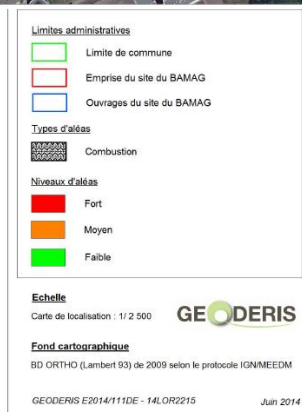 Limites administratives
Limite de commune
Emprise du site du BAMAG
Ouvrages du site du BAMAG
Types d'aléas
Combustion
Niveaux d'aléas
Fort
Moyen
Faible
Echelle
Carte de localisation : 1/ 2 500
GEODERIS
Fond cartographique
BD ORTHO (Lambert 93) de 2009 selon le protocole IGN/MEEDM
GEODERIS E2014/111DE - 14LOR2215
Juin 2014